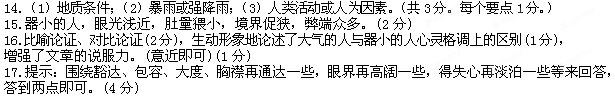 14.（1）地质条件；（2）暴雨或强降雨；（3）人类活动或人为因素。（共 3分。每个要点 1分。）
15.器小的人，眼光浅近，肚量猥小，境界促狭，弊端众多。（2分）
16.比喻论证、对比论证（2分），生动形象地论述了大气的人与器小的人心灵格调上的区别（1分），
增强了文章的说服力。（意近即可）（1分）
17.提示：围绕豁达、包容、大度、胸襟再通达一些，眼界再高阔一些，得失心再淡泊一些等来回答，
答到两点即可。（4分）